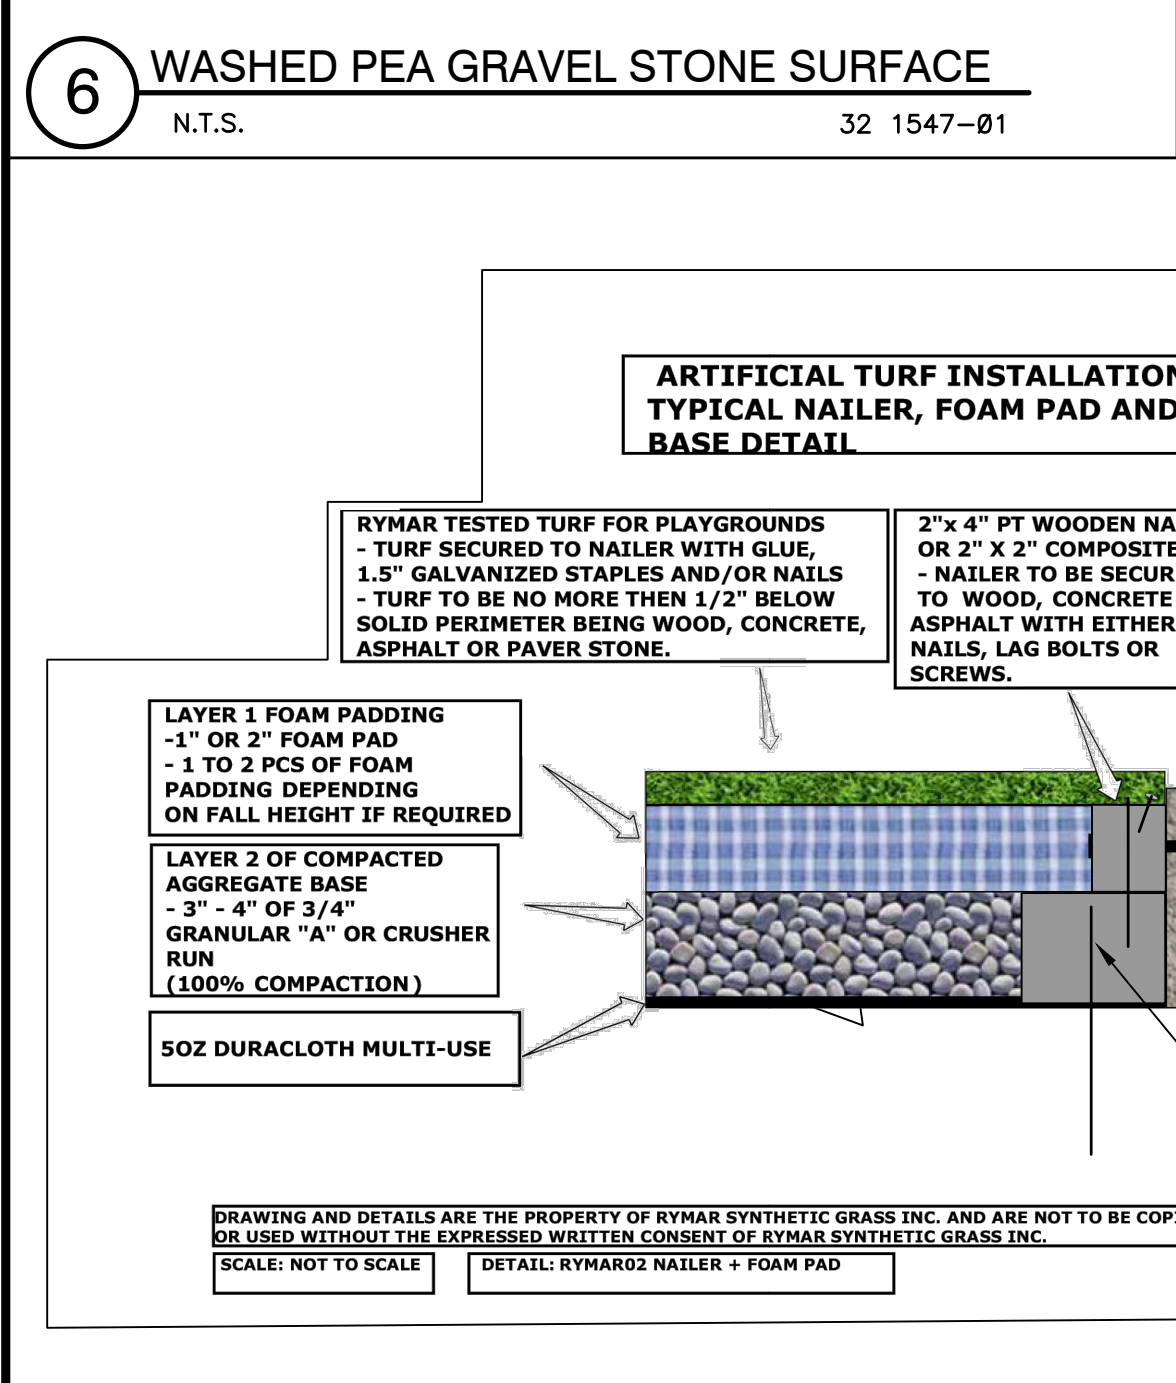 6
WASHED PEA GRAVEL STONE SURFACE
N.T.S.
32 1547-01
ARTIFICIAL TURF INSTALLATION
TYPICAL NAILER, FOAM PAD AND
BASE DETAIL
RYMAR TESTED TURF FOR PLAYGROUNDS
- TURF SECURED TO NAILER WITH GLUE,
1.5" GALVANIZED STAPLES AND/OR NAILS
- TURF TO BE NO MORE THEN 1/2" BELOW
SOLID PERIMETER BEING WOOD, CONCRETE,
ASPHALT OR PAVER STONE.
2"x 4" PT WOODEN
OR 2" X 2" COMPOSITE
- NAILER TO BE
TO WOOD, CONCRETE
ASPHALT WITH EITHER
NAILS, LAG BOLTS OR
SCREWS.
LAYER 1 FOAM PADDING
-1" OR 2" FOAM PAD
- 1 TO 2 PCS OF FOAM
PADDING DEPENDING
ON FALL HEIGHT IF REQUIRED
LAYER 2 OF COMPACTED
AGGREGATE BASE
- 3" - 4" OF 3/4"
GRANULAR "A" OR CRUSHER
RUN
(100% COMPACTION)
5OZ DURACLOTH MULTI-USE
DRAWING AND DETAILS ARE THE PROPERTY OF RYMAR SYNTHETIC GRASS INC. AND ARE NOT TO BE
OR USED WITHOUT THE EXPRESSED WRITTEN CONSENT OF RYMAR SYNTHETIC GRASS INC.
SCALE: NOT TO SCALE
DETAIL: RYMAR02 NAILER + FOAM PAD